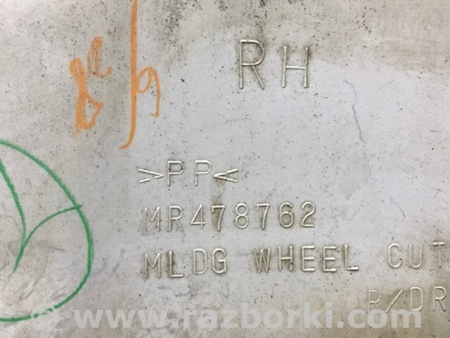 RH
>PP<
MR478762
MLDG WHEEL CUT
R/DR
© www.razborki.com